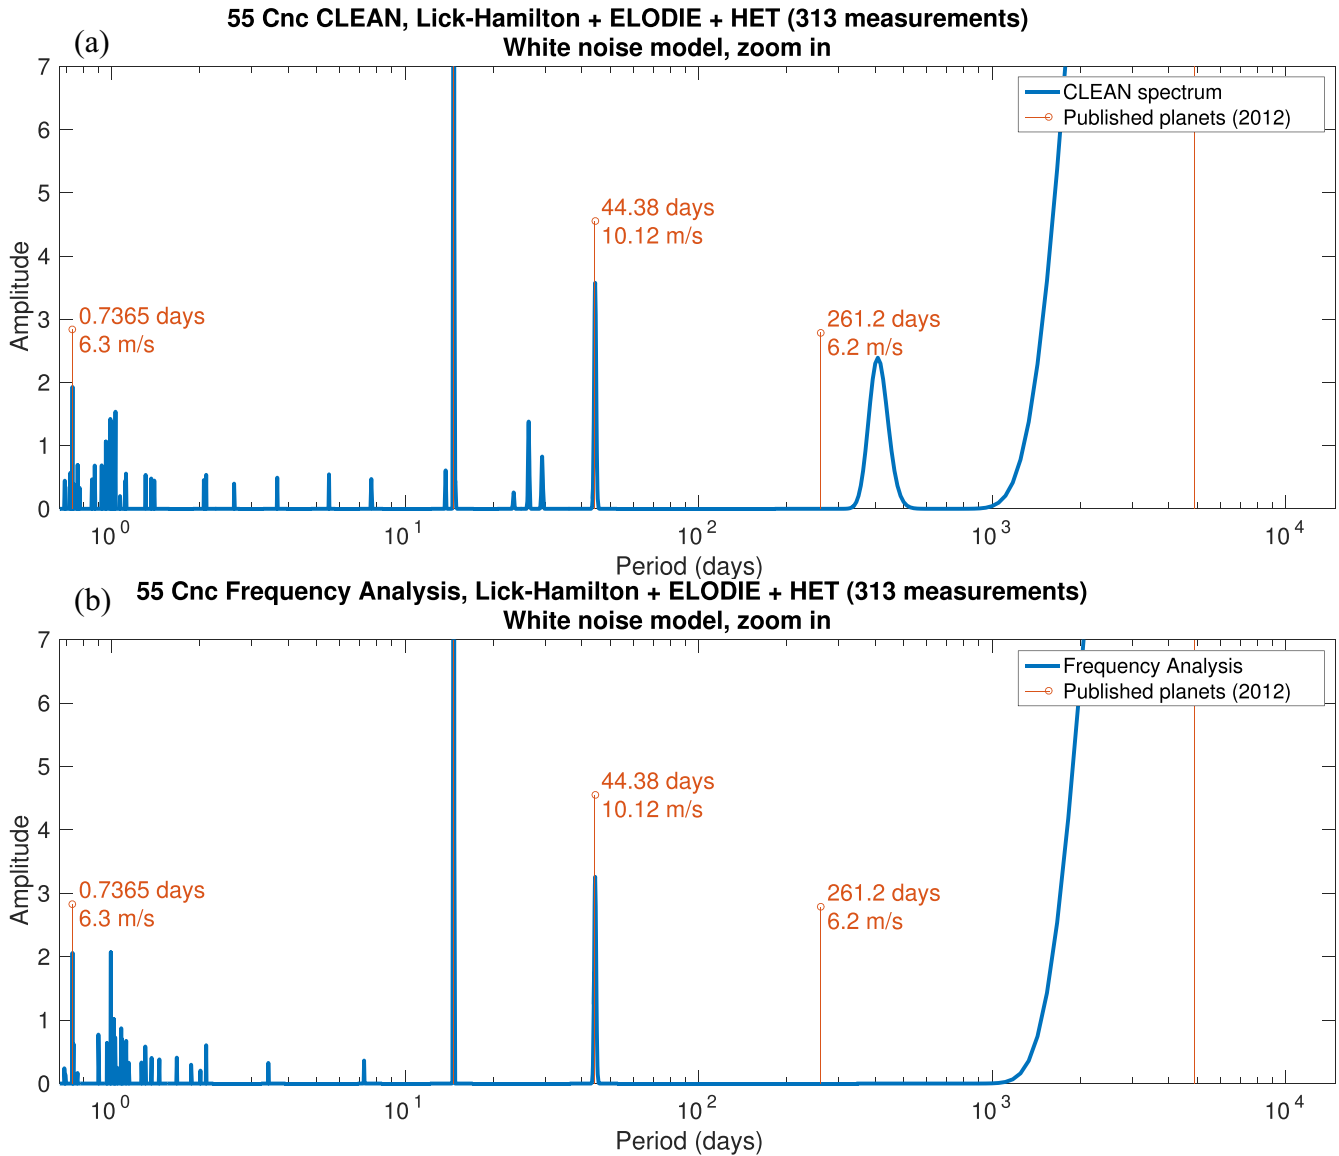 (a)
55 Cnc CLEAN, Lick-Hamilton + ELODIE + HET (313 measurements)
White noise model, zoom in
7
6
5
4
3
2
1
0
Amplitude
CLEAN spectrum
Published planets (2012)
0.7365 days
6.3 m/s
44.38 days
10.12 m/s
261.2 days
6.2 m/s
10^0
10^1
10^2
10^3
10^4
Period (days)
(b)
55 Cnc Frequency Analysis, Lick-Hamilton + ELODIE + HET (313 measurements)
White noise model, zoom in
7
6
5
4
3
2
1
0
Amplitude
Frequency Analysis
Published planets (2012)
0.7365 days
6.3 m/s
44.38 days
10.12 m/s
261.2 days
6.2 m/s
10^0
10^1
10^2
10^3
10^4
Period (days)